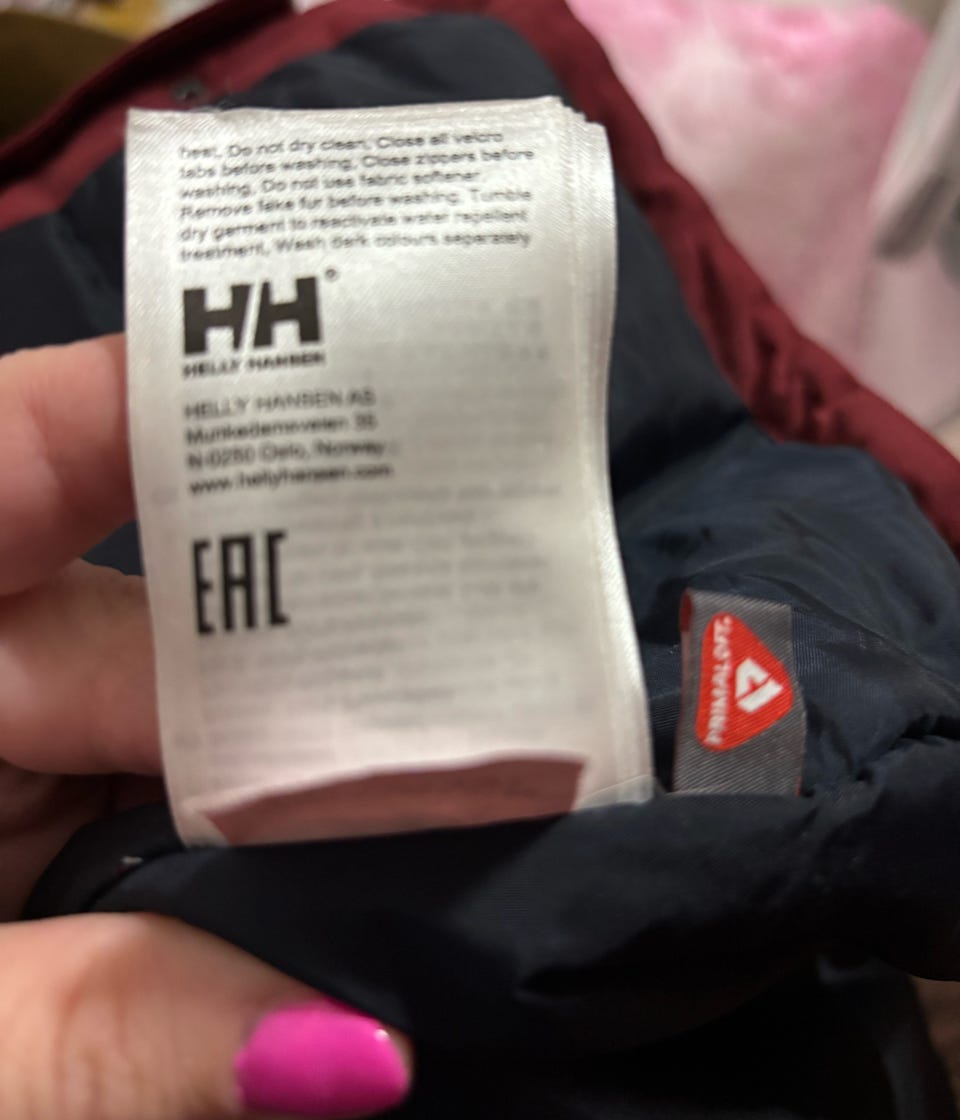 heat. Do not dry clean. Close all velcro
tabs before washing. Close zippers before
washing. Do not use fabric softener
Remove fake fur before washing. Tumble
dry garment to reactivate water repellent
treatment. Wash dark colours separately
HH®
HELLY HANSEN
HELLY HANSEN AS
Munkedamsveien 35
N-0250 Oslo, Norway
www.hellyhansen.com
EAC
PRIMALOFT